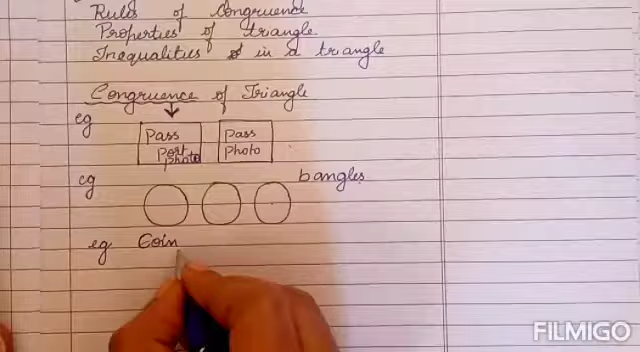 Rules of Congruence
Properties of triangle
Inequalities in a triangle
Congruence of Triangle
eg Pass Port photo Pass Photo
eg bangles
eg Coin
FILMIGO